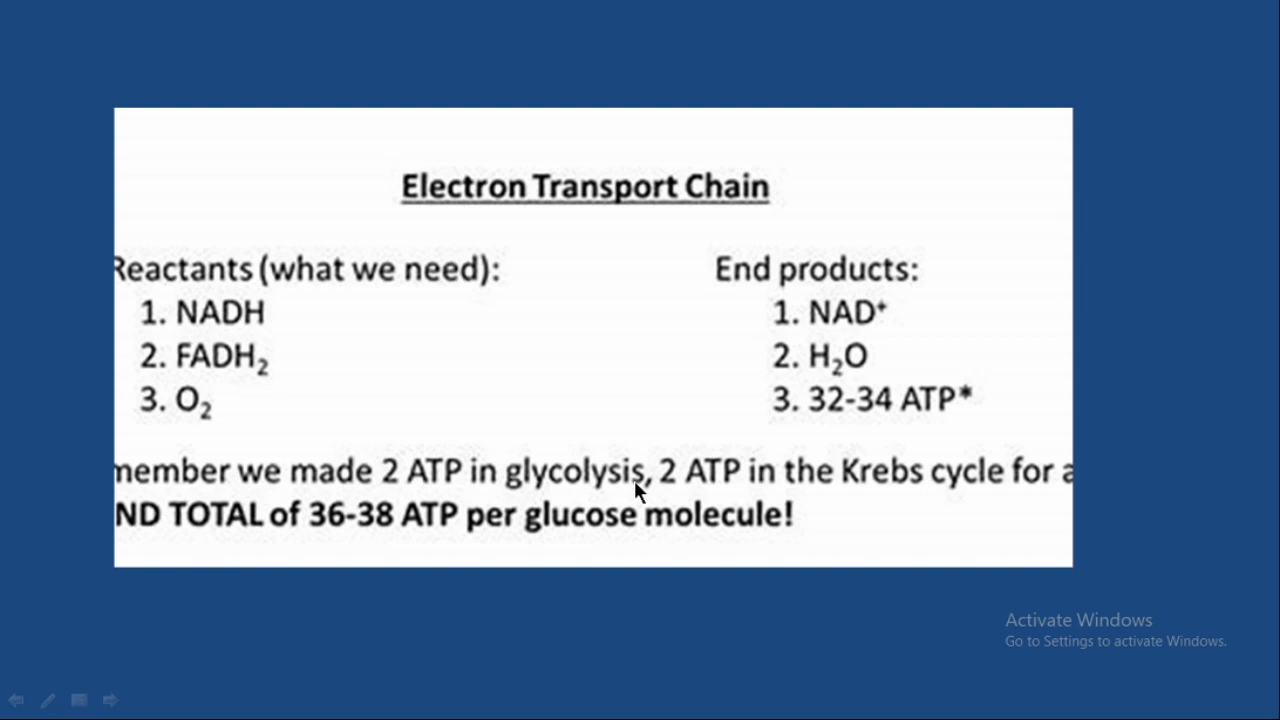 Electron Transport Chain
Reactants (what we need):
1. NADH
2. FADH₂
3. O₂
End products:
1. NAD⁺
2. H₂O
3. 32-34 ATP*
member we made 2 ATP in glycolysis, 2 ATP in the Krebs cycle for a
ND TOTAL of 36-38 ATP per glucose molecule!
Activate Windows
Go to Settings to activate Windows.